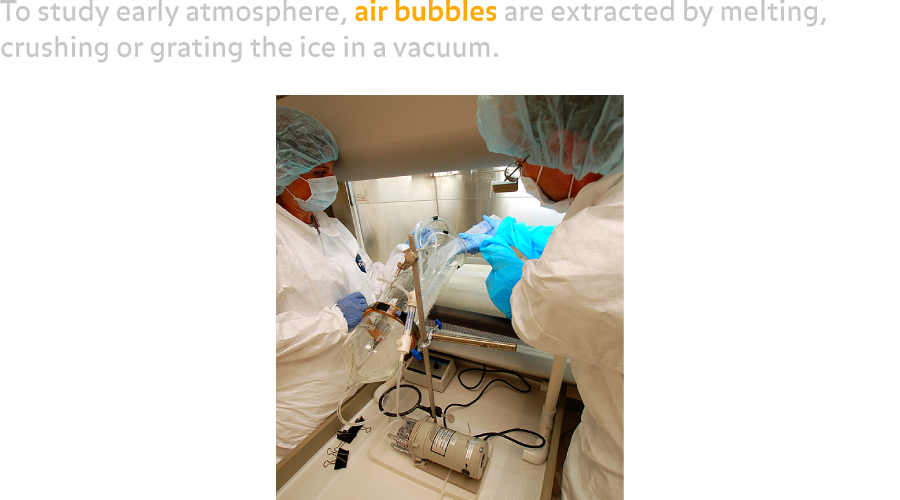 To study early atmosphere, air bubbles are extracted by melting,
crushing or grating the ice in a vacuum.